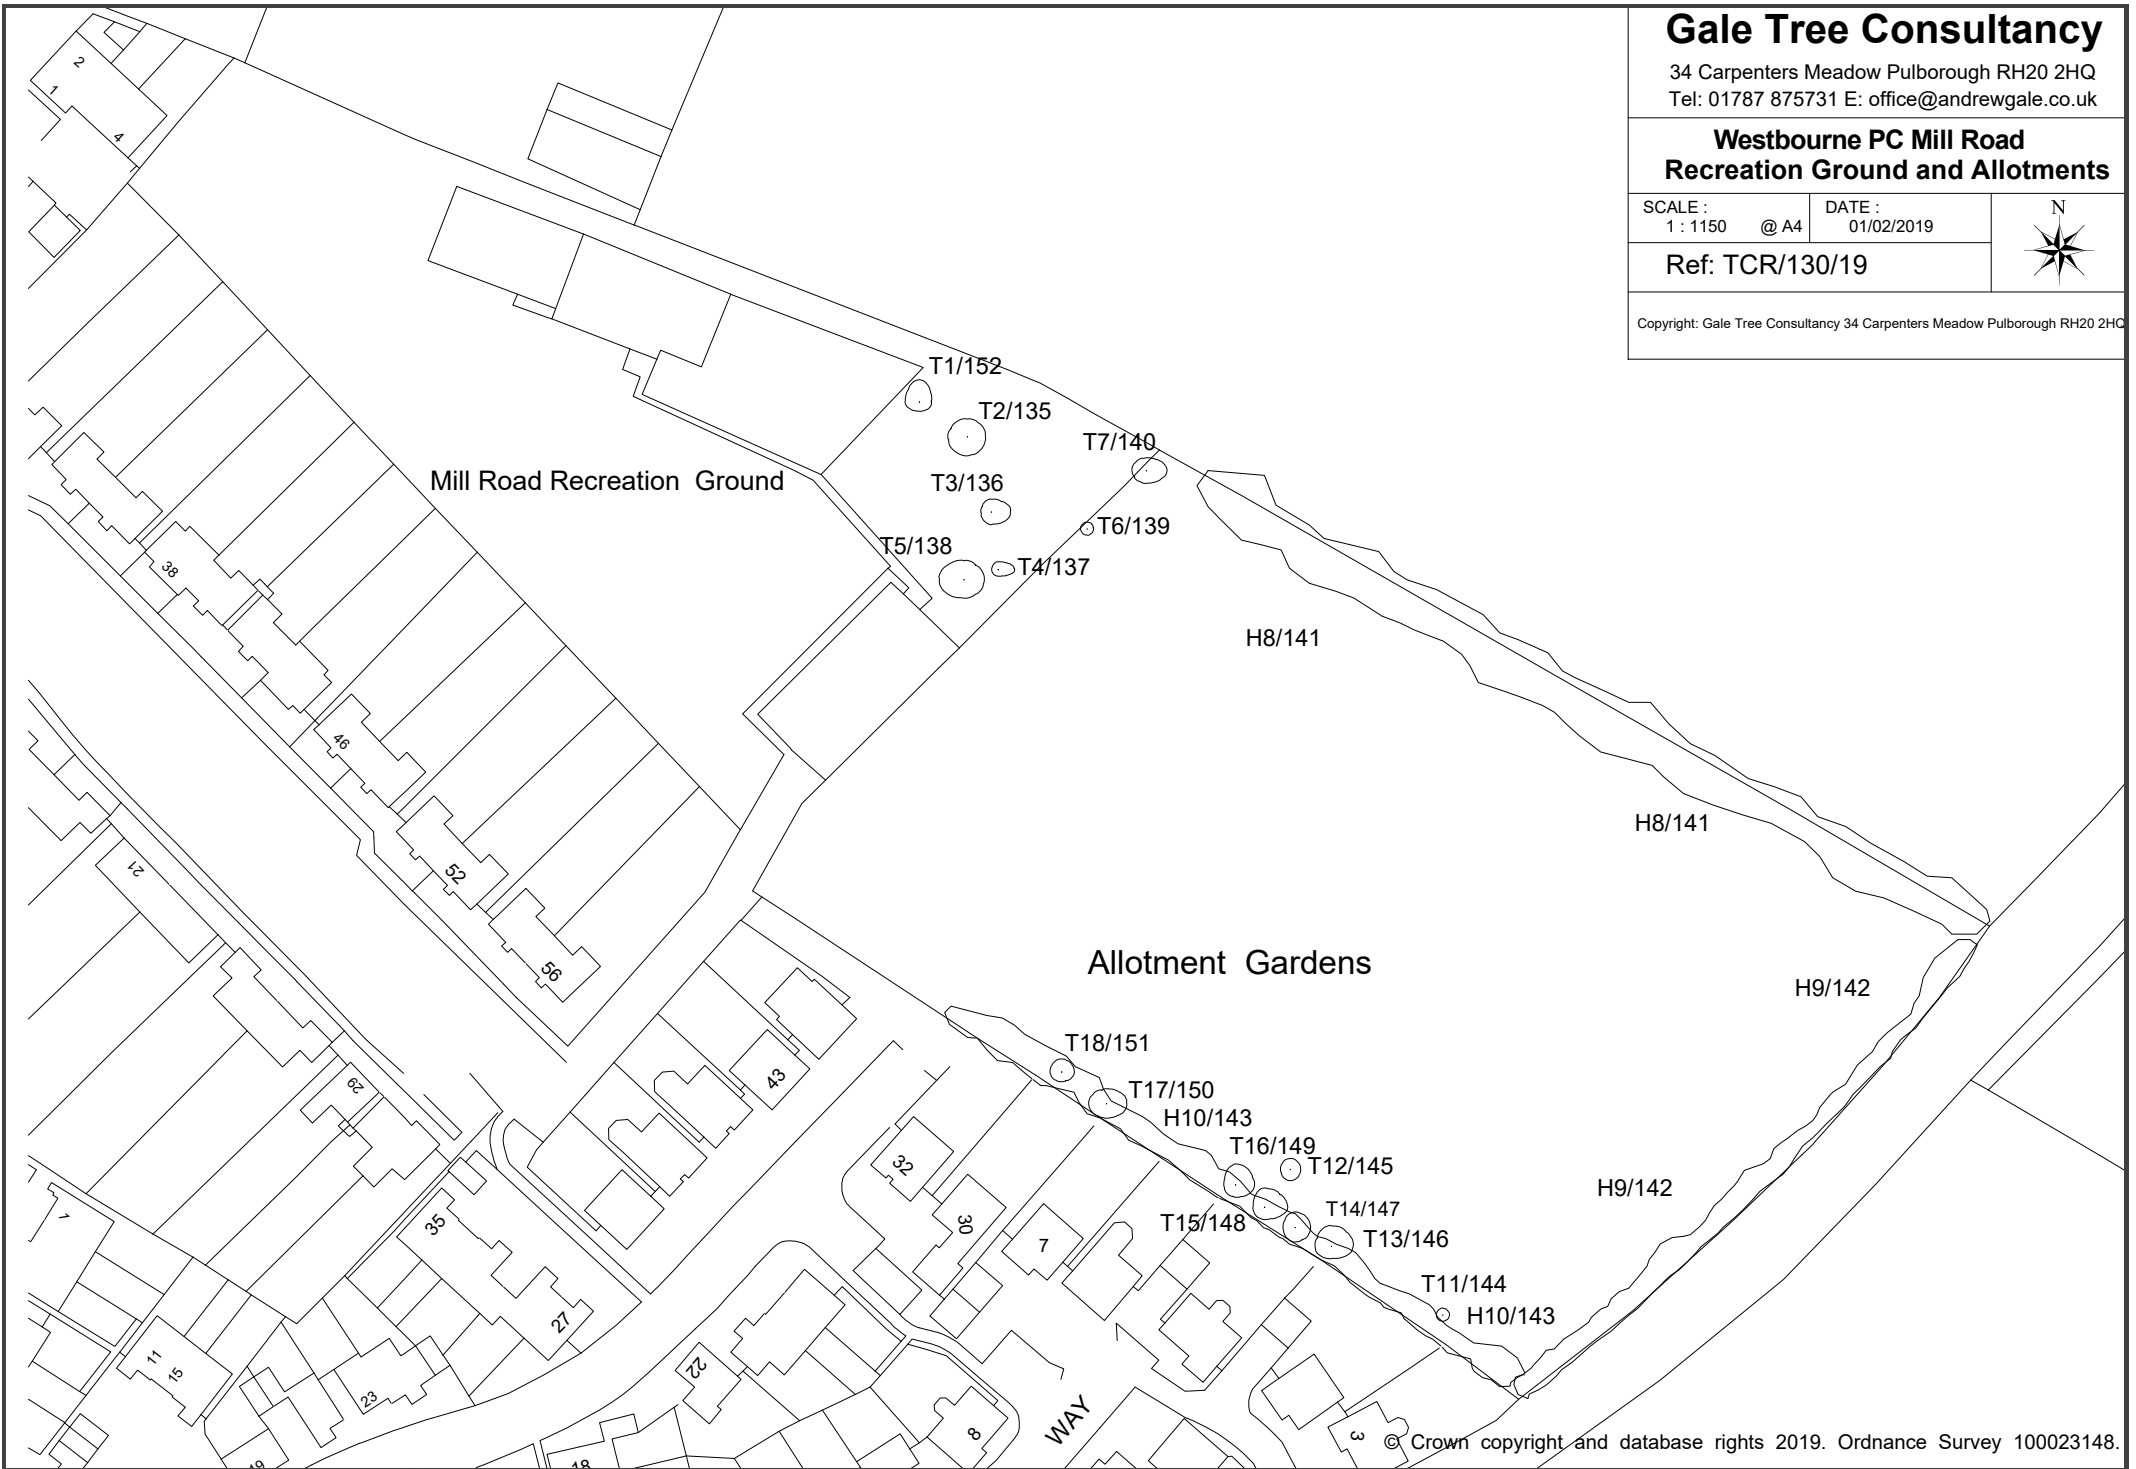 Gale Tree Consultancy
34 Carpenters Meadow Pulborough RH20 2HQ
Tel: 01787 875731 E: office@andrewgale.co.uk
Westbourne PC Mill Road
Recreation Ground and Allotments
SCALE :
1 : 1150 @ A4
DATE :
01/02/2019
N
Ref: TCR/130/19
Copyright: Gale Tree Consultancy 34 Carpenters Meadow Pulborough RH20 2HQ
2
1
4
T1/152
T2/135
T7/140
Mill Road Recreation Ground
T3/136
T6/139
T5/138
T4/137
38
H8/141
46
H8/141
21
52
56
Allotment Gardens
H9/142
T18/151
43
29
T17/150
H10/143
T16/149
32
T12/145
H9/142
1
35
30
T14/147
T15/148
T13/146
7
T11/144
27
H10/143
11
15
22
23
WAY
8
3
© Crown copyright and database rights 2019. Ordnance Survey 100023148.
19
18